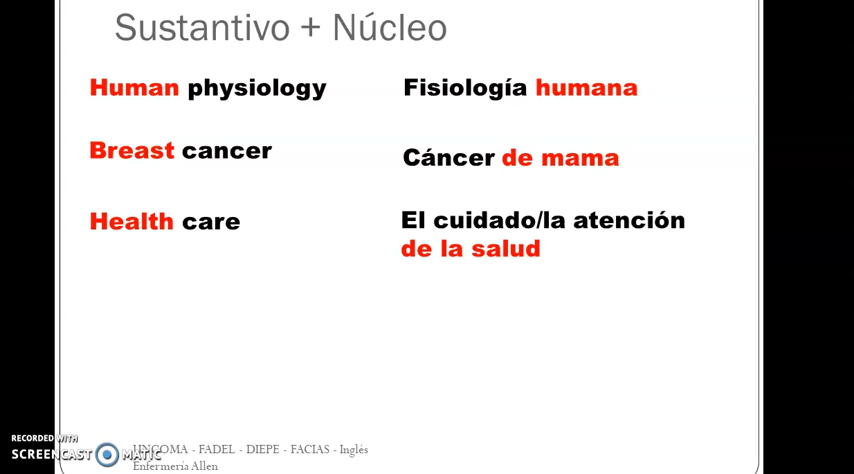 Sustantivo + Núcleo
Human physiology
Fisiología humana
Breast cancer
Cáncer de mama
Health care
El cuidado/la atención
de la salud
RECORDED WITH
SCREENCAST MATIC
UNCOMA - FADEL - DIEPE - FACIAS - Inglés
Enfermería Allen